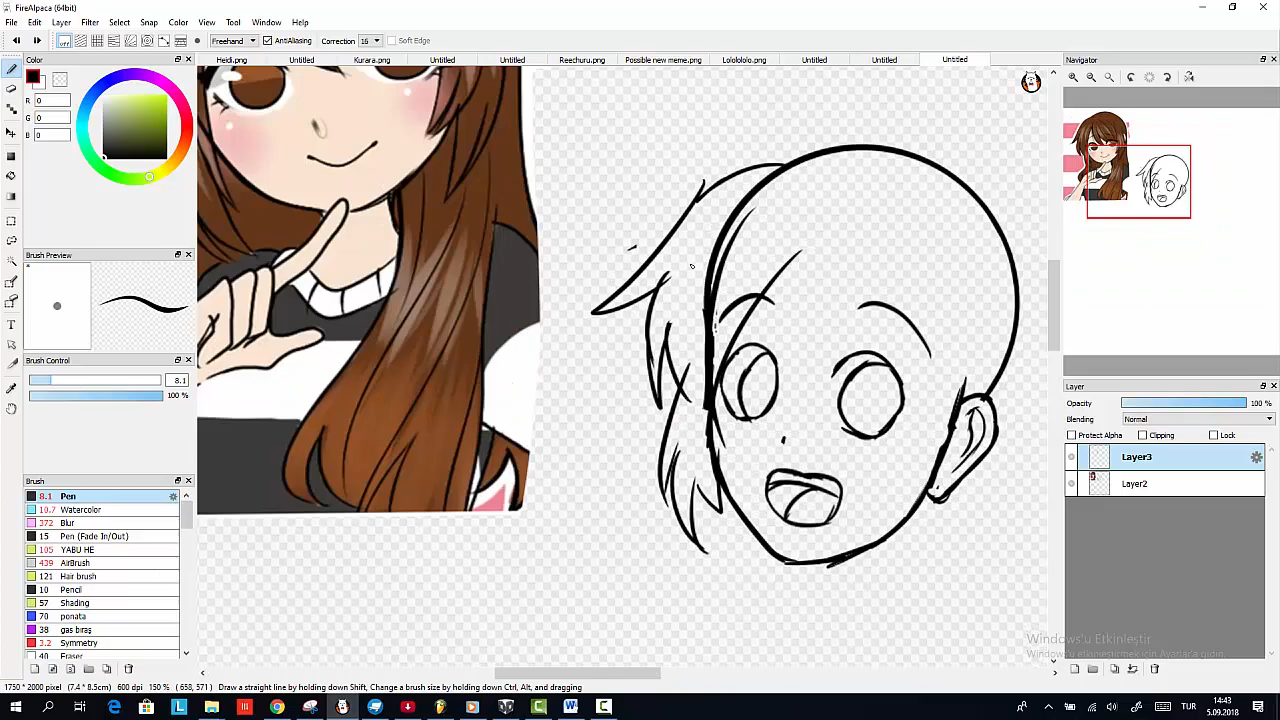 FireAlpaca (64bit)
File Edit Layer Filter Select Snap Color View Tool Window Help
off Freehand AntiAliasing Correction 16 Soft Edge
Color
Heidi.png Untitled Kurara.png Untitled Untitled Reechuru.png Possible new meme.png Lolololo.png Untitled Untitled Untitled
Navigator
R 0
G 0
B 0
Brush Preview
Brush Control
8.1
100 %
Brush
8.1 Pen
10.7 Watercolor
372 Blur
15 Pen (Fade In/Out)
105 YABU HE
439 AirBrush
121 Hair brush
10 Pencil
57 Shading
70 ponata
38 gas bıraş
3.2 Symmetry
40 Eraser
Layer
Opacity 100 %
Blending Normal
Protect Alpha Clipping Lock
Layer3
Layer2
Windows'u Etkinleştir
Windows'u etkinleştirmek için Ayarlar'a gidin.
1750 * 2000 pixel (7.4 * 8.5cm) 600 dpi 150 % (658, 571) Draw a straight line by holding down Shift, Change a brush size by holding down Ctrl, Alt, and dragging
TUR
14:43
5.09.2018